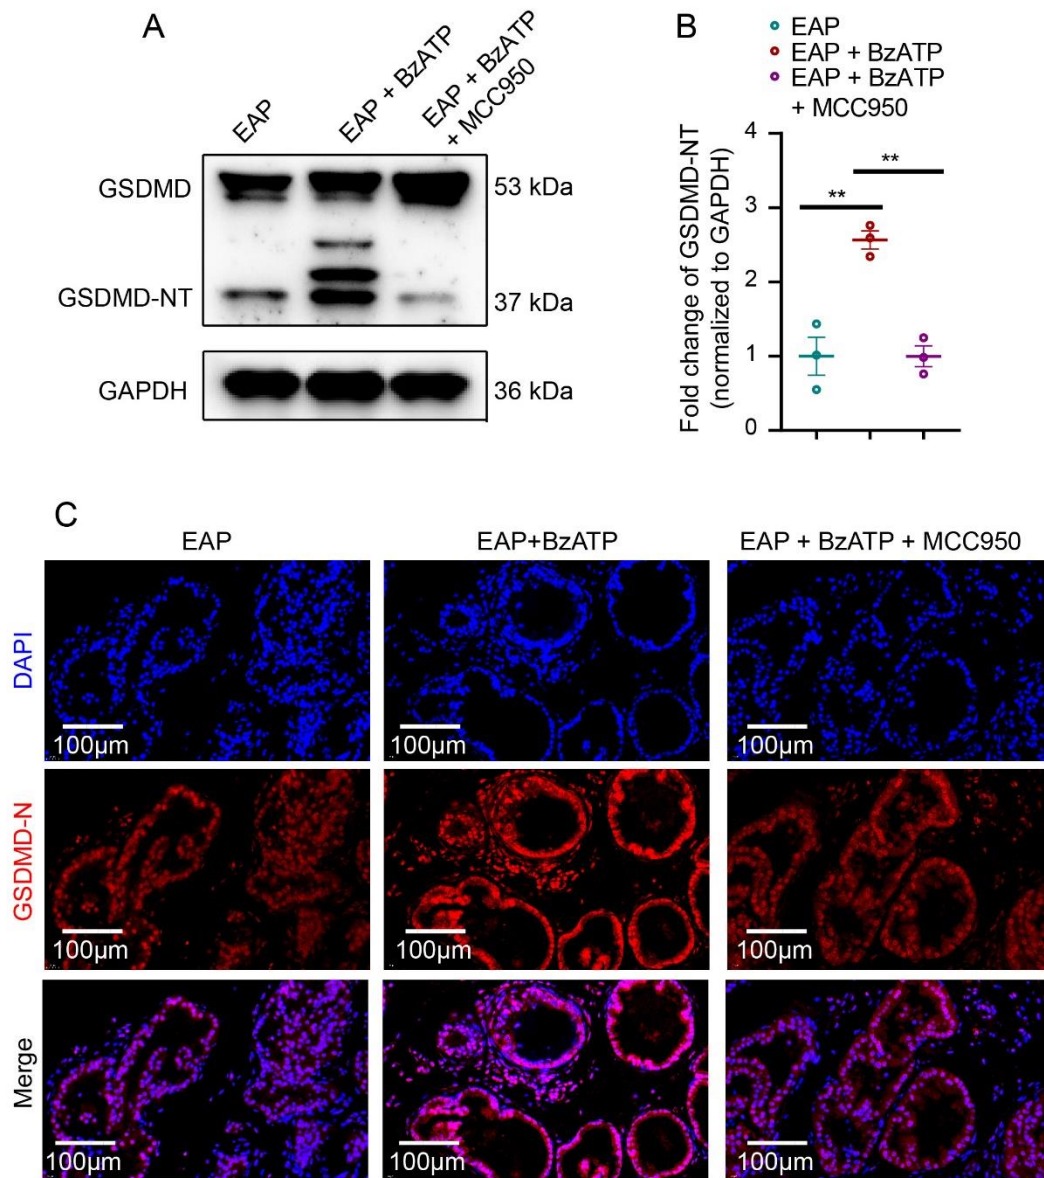 A
EAP
EAP + BzATP
EAP + BzATP
+ MCC950
GSDMD
53 kDa
GSDMD-NT
37 kDa
GAPDH
36 kDa
B
EAP
EAP + BzATP
EAP + BzATP
+ MCC950
Fold change of GSDMD-NT
(normalized to GAPDH)
4
3
2
1
0
**
**
C
EAP
EAP+BzATP
EAP + BzATP + MCC950
DAPI
100μm
100μm
100μm
GSDMD-N
100μm
100μm
100μm
Merge
100μm
100μm
100μm